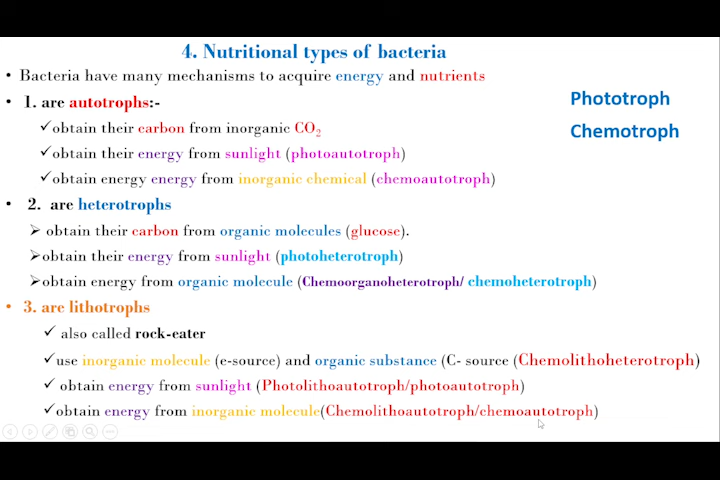 4. Nutritional types of bacteria
• Bacteria have many mechanisms to acquire energy and nutrients
• 1. are autotrophs:-
✓obtain their carbon from inorganic CO₂
✓obtain their energy from sunlight (photoautotroph)
✓obtain energy energy from inorganic chemical (chemoautotroph)
• 2. are heterotrophs
➢ obtain their carbon from organic molecules (glucose).
➢obtain their energy from sunlight (photoheterotroph)
➢obtain energy from organic molecule (Chemoorganoheterotroph/ chemoheterotroph)
• 3. are lithotrophs
✓ also called rock-eater
✓use inorganic molecule (e-source) and organic substance (C- source (Chemolithoheterotroph)
✓ obtain energy from sunlight (Photolithoautotroph/photoautotroph)
✓obtain energy from inorganic molecule(Chemolithoautotroph/chemoautotroph)
Phototroph
Chemotroph